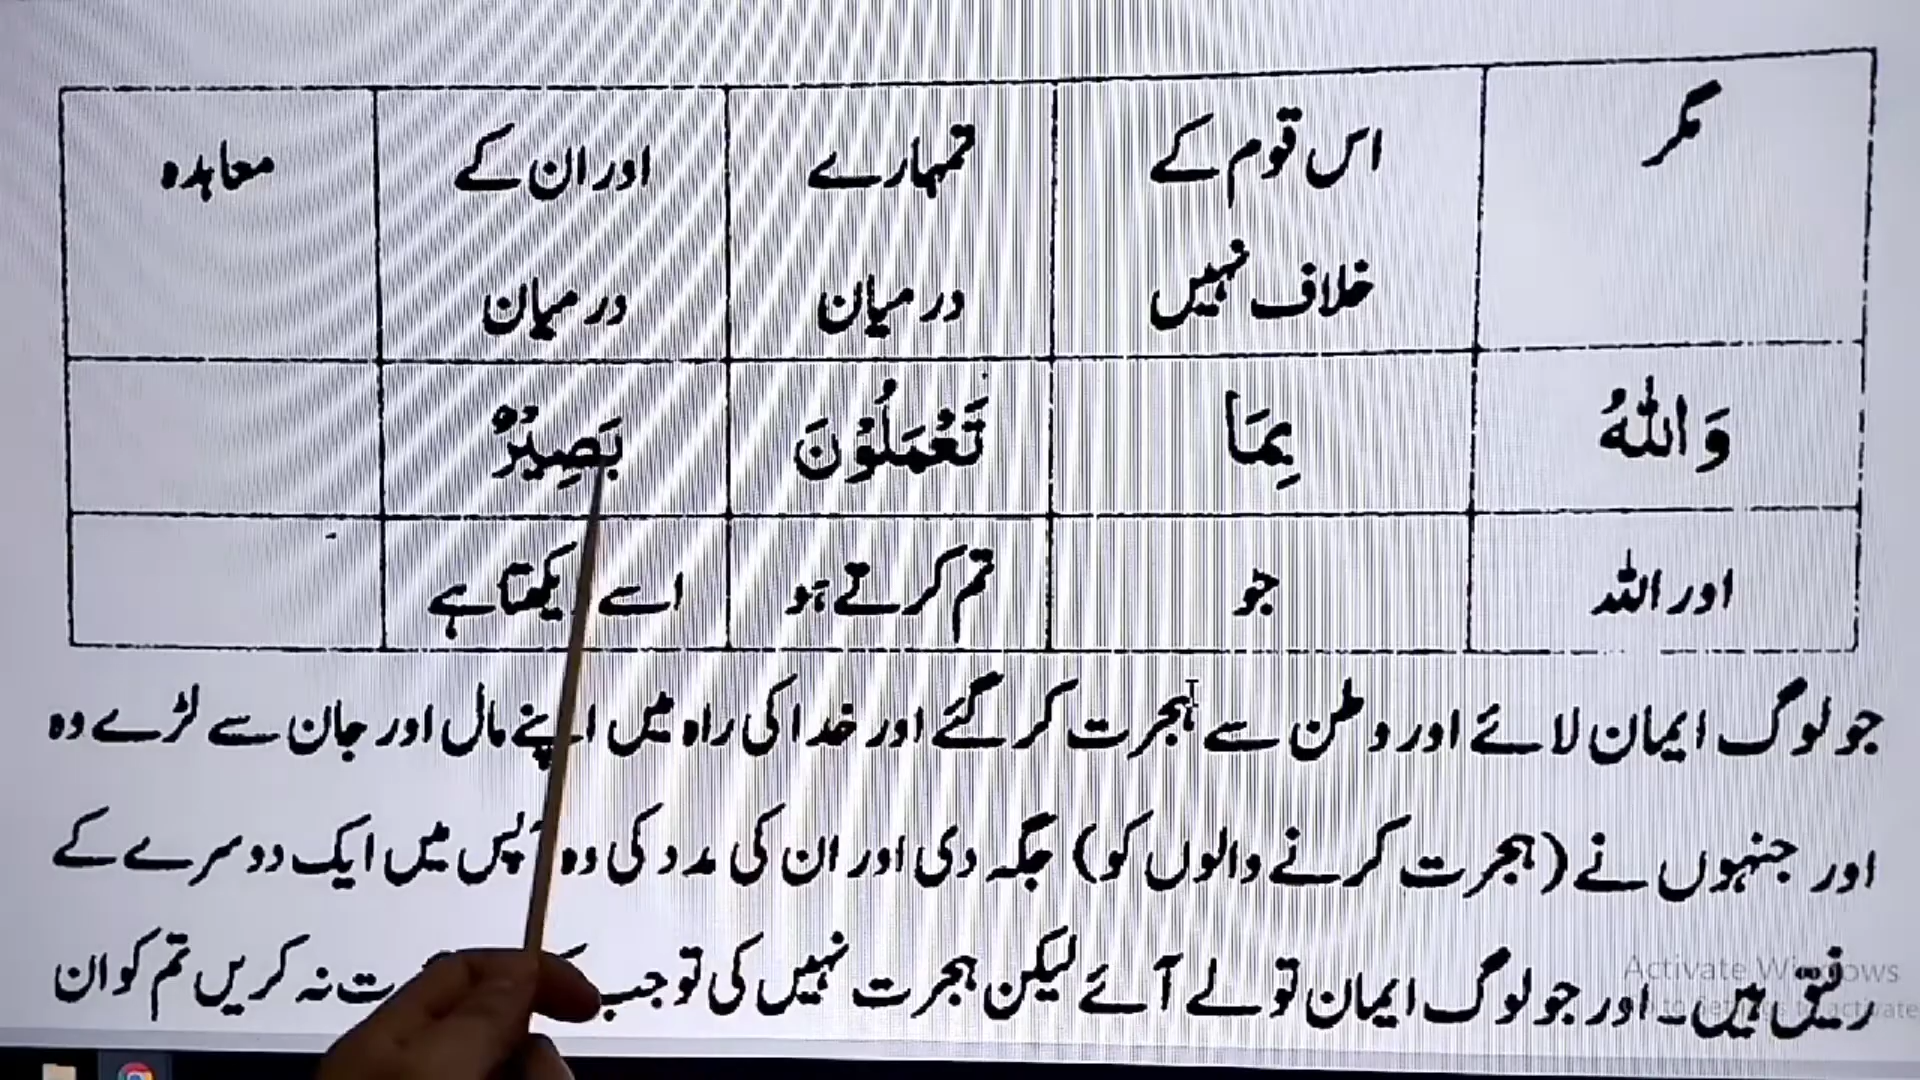 مگر اس قوم کے تمہارے اور ان کے معاہدہ
خلاف نہیں درمیان درمیان
وَاللّٰهُ بِمَا تَعْمَلُوْنَ بَصِيْرٌ
اور اللہ جو تم کرتے ہو اسے دیکھتا ہے
جو لوگ ایمان لائے اور وطن سے ہجرت کر گئے اور خدا کی راہ میں اپنے مال اور جان سے لڑے وہ
اور جنہوں نے (ہجرت کرنے والوں کو) جگہ دی اور ان کی مدد کی وہ آپس میں ایک دوسرے کے
رفیق ہیں۔ اور جو لوگ ایمان تو لے آئے لیکن ہجرت نہیں کی تو جب نہ کریں تم کو ان
Activate Windows
to activate